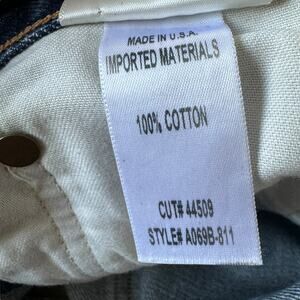 MADE IN U.S.A.
IMPORTED MATERIALS
100% COTTON
CUT# 44509
STYLE# A069B-811